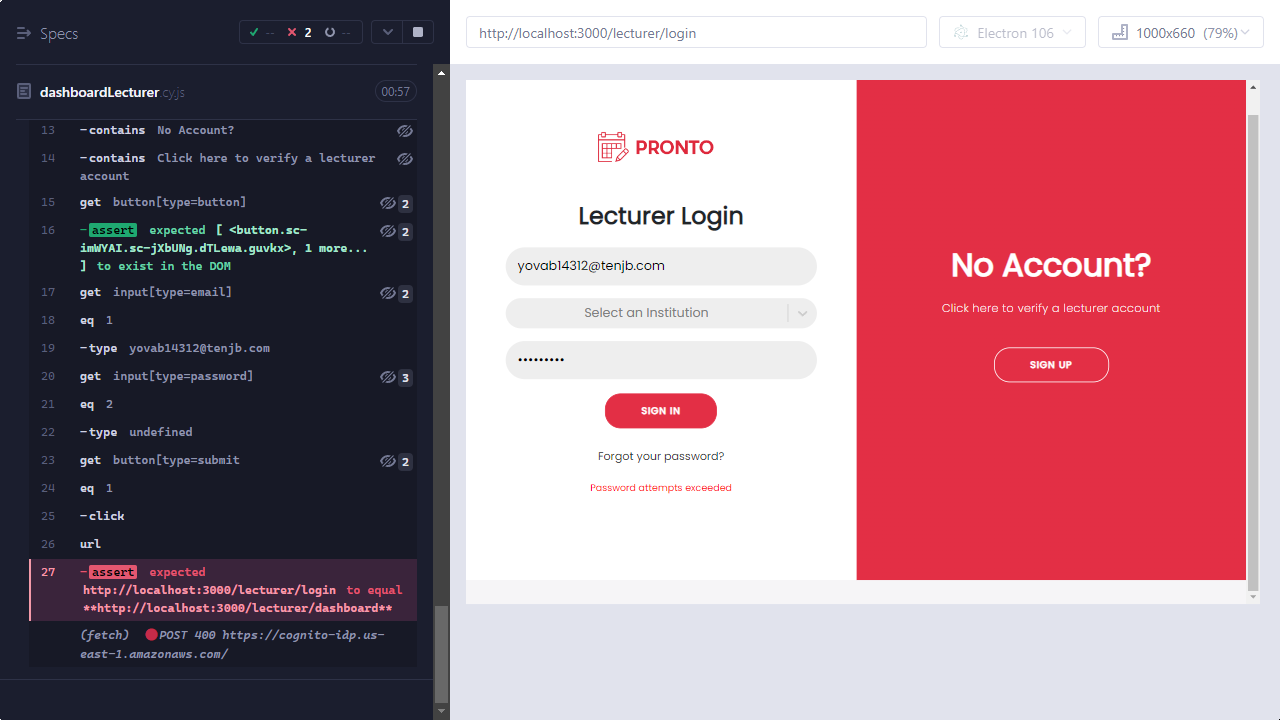 Specs
-- 2 --
dashboardLecturer.cy.js 00:57
13 -contains No Account?
14 -contains Click here to verify a lecturer
account
15 get button[type=button] 2
16 -assert expected [ <button.sc-
imWYAI.sc-jXbUNg.dTLewa.guvkx>, 1 more...
] to exist in the DOM 2
17 get input[type=email] 2
18 eq 1
19 -type yovab14312@tenjb.com
20 get input[type=password] 3
21 eq 2
22 -type undefined
23 get button[type=submit 2
24 eq 1
25 -click
26 url
27 -assert expected
http://localhost:3000/lecturer/login to equal
**http://localhost:3000/lecturer/dashboard**
(fetch) POST 400 https://cognito-idp.us-
east-1.amazonaws.com/
http://localhost:3000/lecturer/login
Electron 106
1000x660 (79%)
PRONTO
Lecturer Login
yovab14312@tenjb.com
Select an Institution
•••••••••
SIGN IN
Forgot your password?
Password attempts exceeded
No Account?
Click here to verify a lecturer account
SIGN UP